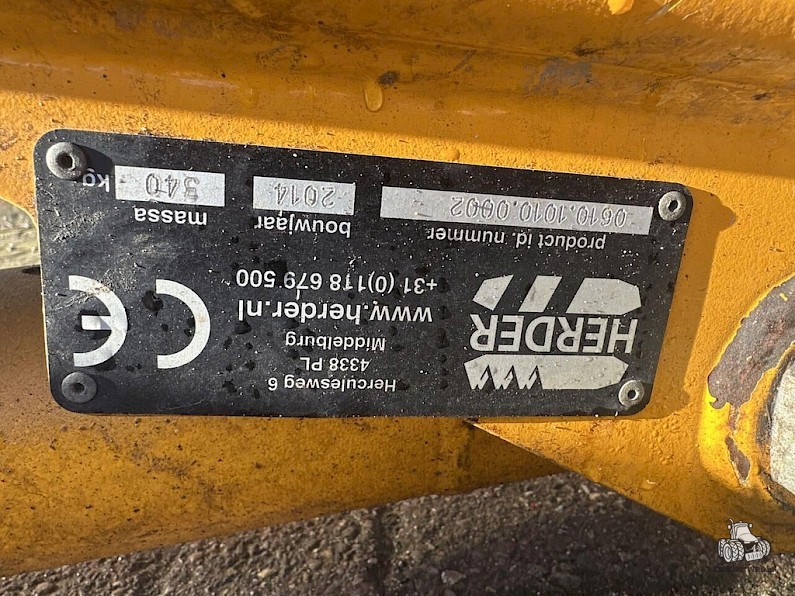 HERDER
Herculesweg 6
4338 PL
Middelburg
www.herder.nl
+31 (0)118 679 500
CE
product id. nummer
0610.1010.0002
bouwjaar
2014
massa
340 kg